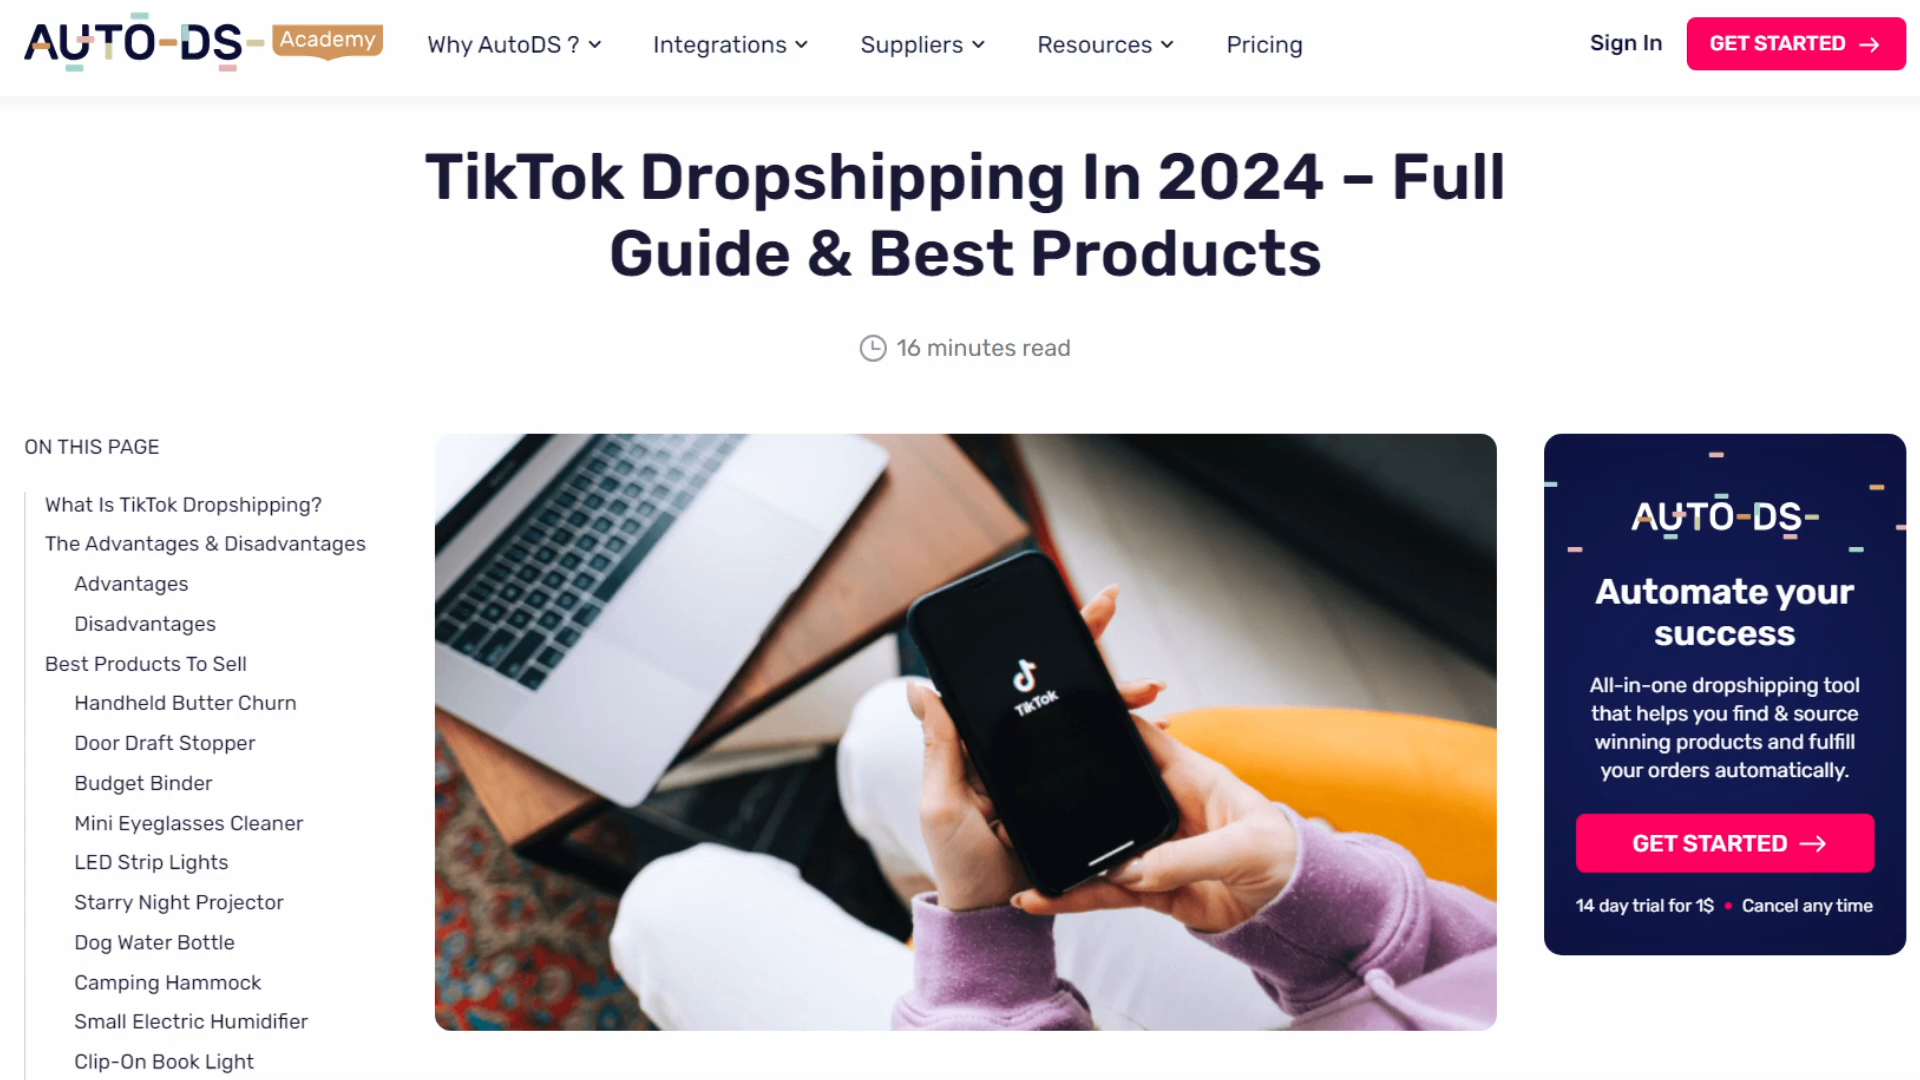 AUTO-DS- Academy
Why AutoDS ?
Integrations
Suppliers
Resources
Pricing
Sign In
GET STARTED →
TikTok Dropshipping In 2024 – Full
Guide & Best Products
16 minutes read
ON THIS PAGE
What Is TikTok Dropshipping?
The Advantages & Disadvantages
Advantages
Disadvantages
Best Products To Sell
Handheld Butter Churn
Door Draft Stopper
Budget Binder
Mini Eyeglasses Cleaner
LED Strip Lights
Starry Night Projector
Dog Water Bottle
Camping Hammock
Small Electric Humidifier
Clip-On Book Light
TikTok
AUTO-DS-
Automate your
success
All-in-one dropshipping tool
that helps you find & source
winning products and fulfill
your orders automatically.
GET STARTED →
14 day trial for 1$ • Cancel any time